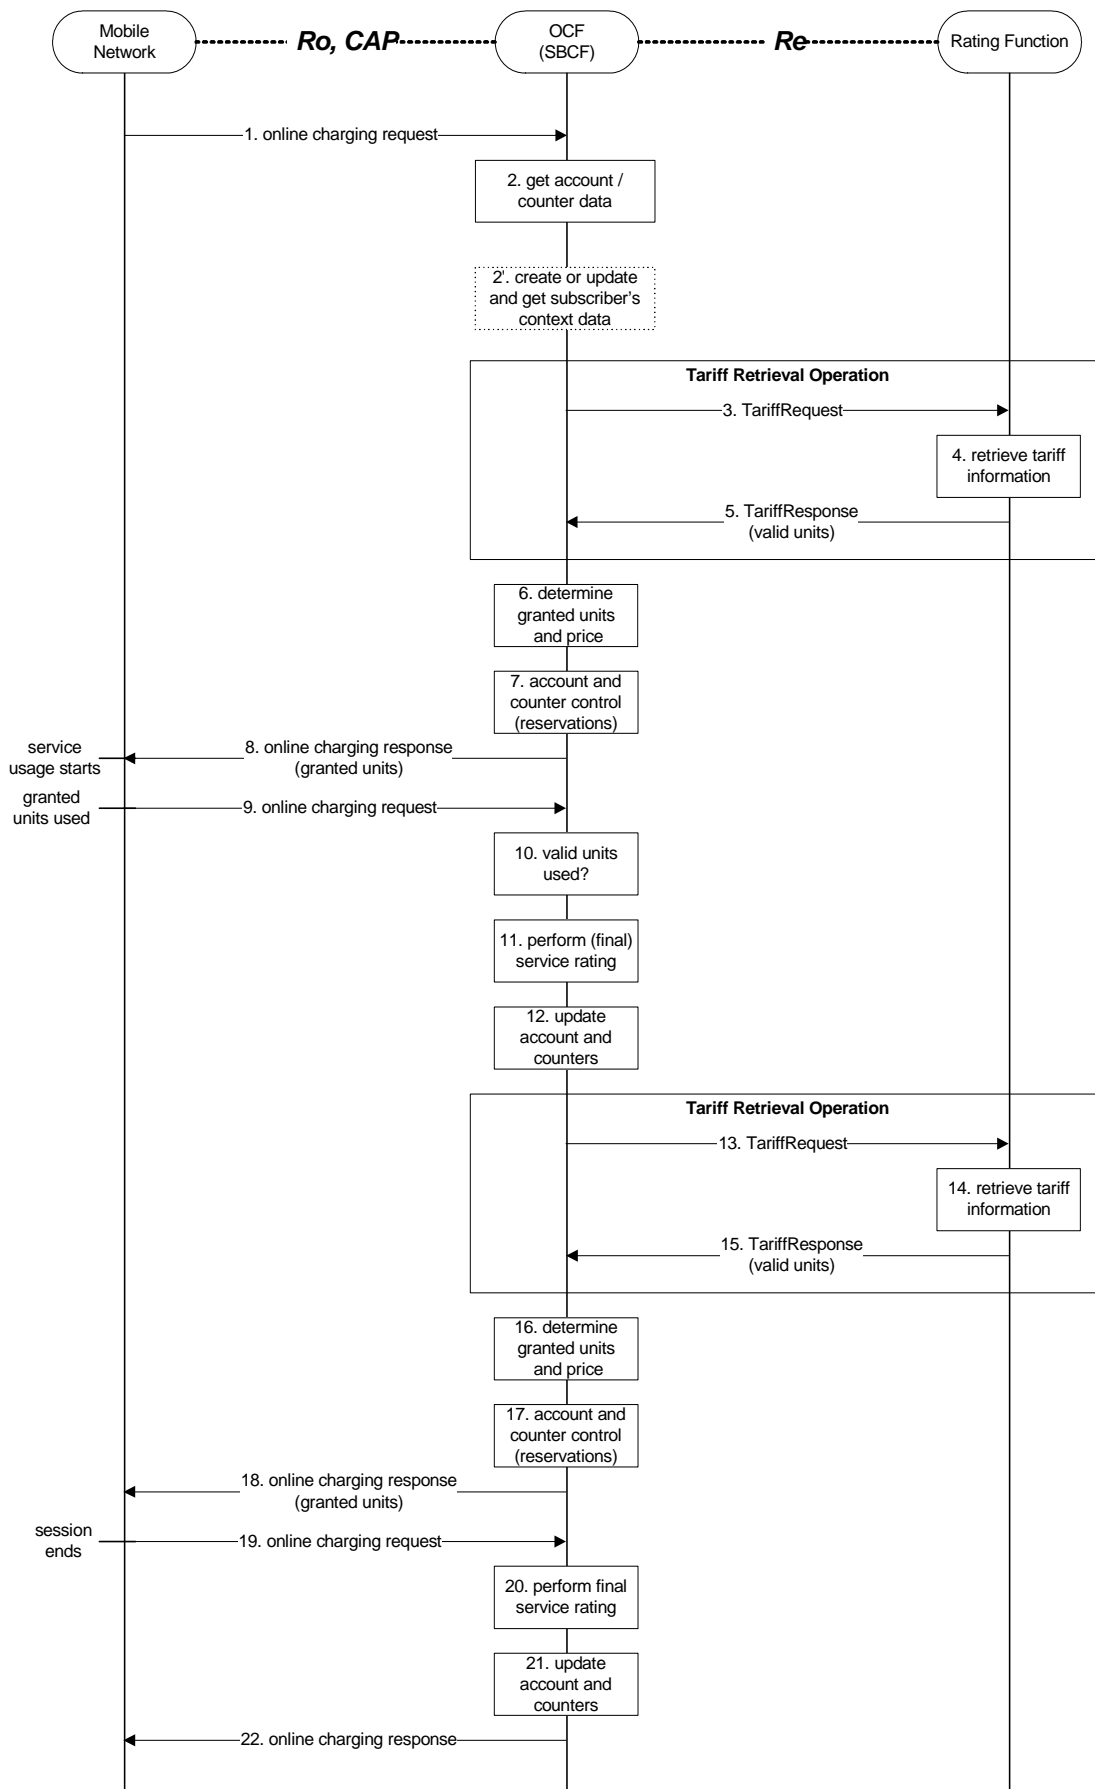 Mobile
Network
Ro, CAP
OCF
(SBCF)
Re
Rating Function
1. online charging request
2. get account /
counter data
2'. create or update
and get subscriber's
context data
Tariff Retrieval Operation
3. TariffRequest
4. retrieve tariff
information
5. TariffResponse
(valid units)
6. determine
granted units
and price
7. account and
counter control
(reservations)
service
usage starts
8. online charging response
(granted units)
granted
units used
9. online charging request
10. valid units
used?
11. perform (final)
service rating
12. update
account and
counters
Tariff Retrieval Operation
13. TariffRequest
14. retrieve tariff
information
15. TariffResponse
(valid units)
16. determine
granted units
and price
17. account and
counter control
(reservations)
18. online charging response
(granted units)
session
ends
19. online charging request
20. perform final
service rating
21. update
account and
counters
22. online charging response